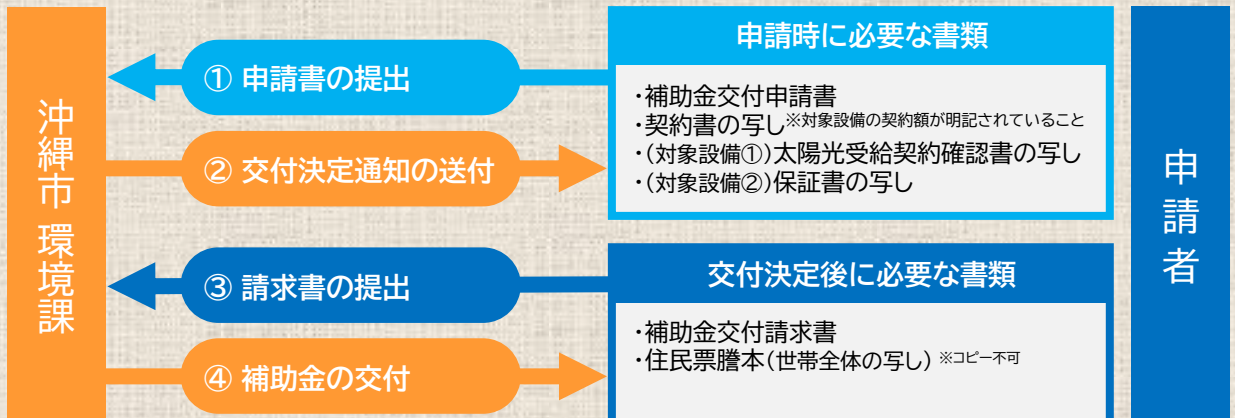 沖縄市 環境課
① 申請書の提出
② 交付決定通知の送付
③ 請求書の提出
④ 補助金の交付
申請時に必要な書類
・補助金交付申請書
・契約書の写し※対象設備の契約額が明記されていること
・(対象設備①)太陽光受給契約確認書の写し
・(対象設備②)保証書の写し
交付決定後に必要な書類
・補助金交付請求書
・住民票謄本(世帯全体の写し) ※コピー不可
申請者